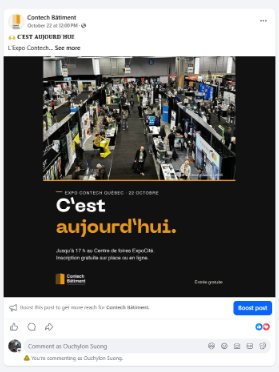 Contech Bâtiment
October 22 at 12:00 PM ·
🙌 C'EST AUJOURD'HUI
L'Expo Contech... See more
EXPO CONTECH QUÉBEC · 22 OCTOBRE
C'est
aujourd'hui.
Jusqu'à 17 h au Centre de foires ExpoCité.
Inscription gratuite sur place ou en ligne.
Contech
Bâtiment
Entrée gratuite
Boost this post to get more reach for Contech Bâtiment.
Boost post
Comment as Ouchylon Suong
You're commenting as Ouchylon Suong.